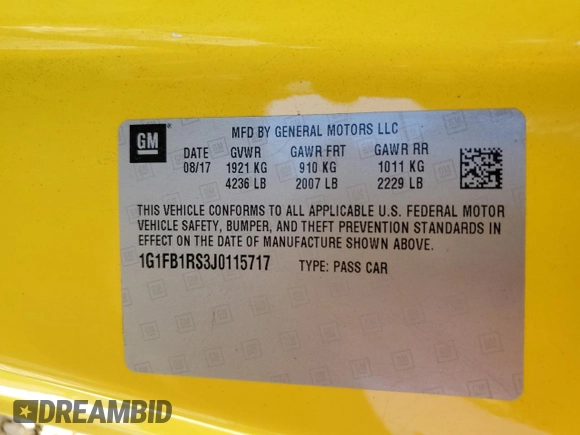 GM
MFD BY GENERAL MOTORS LLC
DATE GVWR GAWR FRT GAWR RR
08/17 1921 KG 910 KG 1011 KG
4236 LB 2007 LB 2229 LB
THIS VEHICLE CONFORMS TO ALL APPLICABLE U.S. FEDERAL MOTOR
VEHICLE SAFETY, BUMPER, AND THEFT PREVENTION STANDARDS IN
EFFECT ON THE DATE OF MANUFACTURE SHOWN ABOVE.
1G1FB1RS3J0115717 TYPE: PASS CAR
DREAMBID